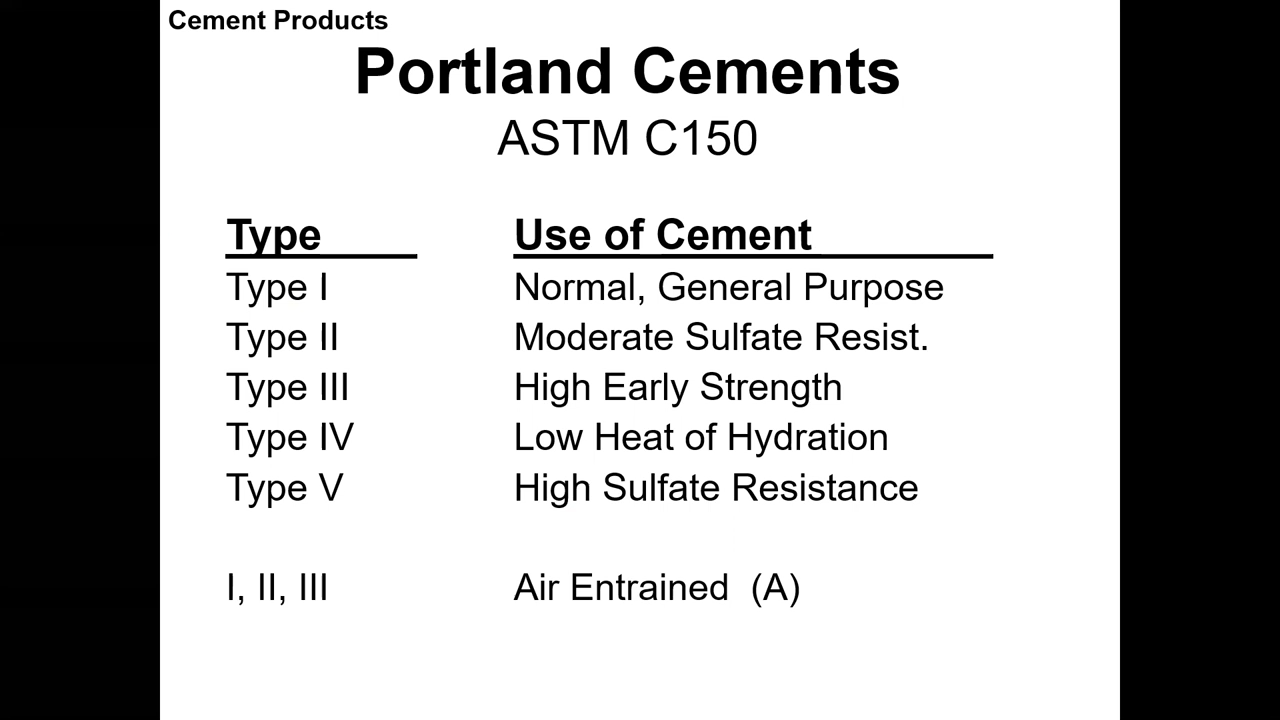 Cement Products
Portland Cements
ASTM C150
Type Use of Cement
Type I Normal, General Purpose
Type II Moderate Sulfate Resist.
Type III High Early Strength
Type IV Low Heat of Hydration
Type V High Sulfate Resistance
I, II, III Air Entrained (A)